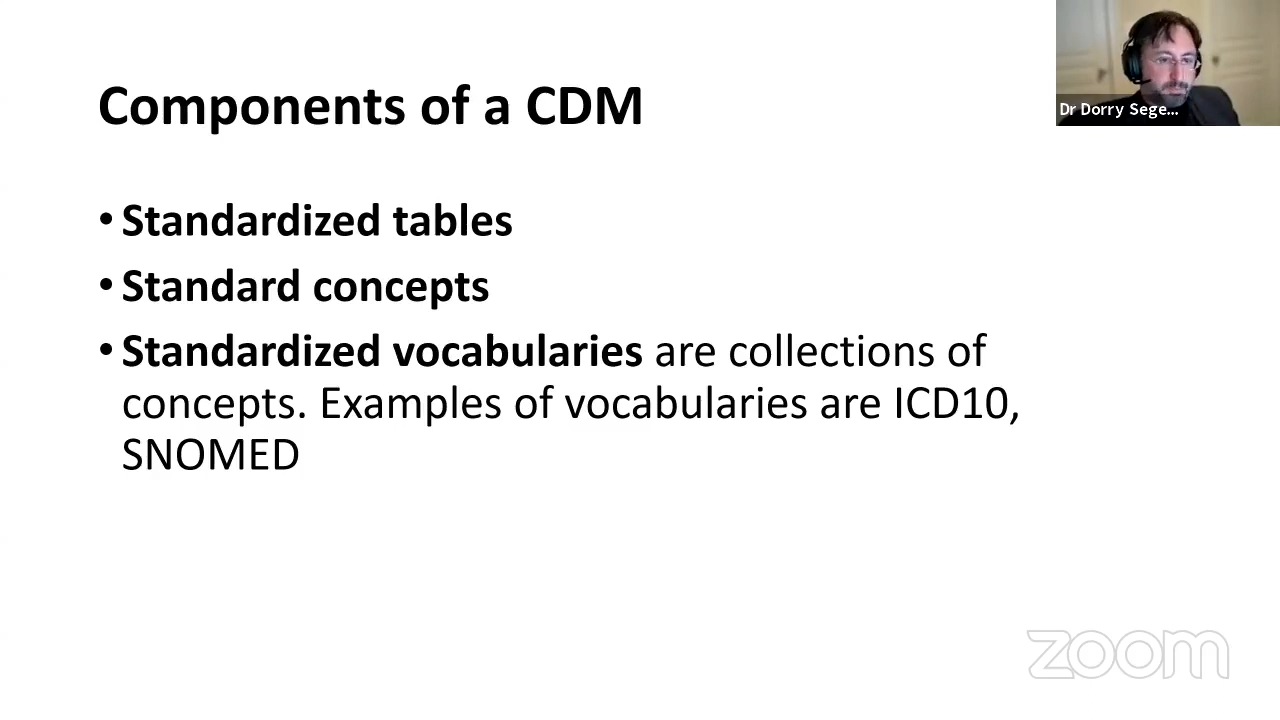 Components of a CDM
Dr Dorry Sege...
• Standardized tables
• Standard concepts
• Standardized vocabularies are collections of
concepts. Examples of vocabularies are ICD10,
SNOMED
zoom